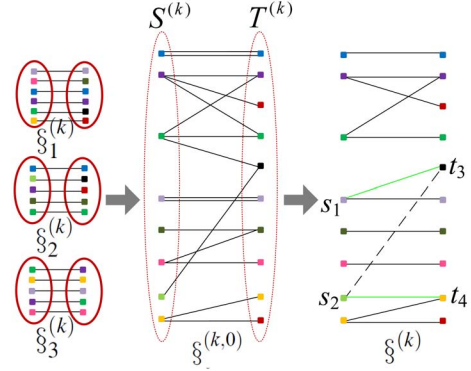 S^(k) T^(k)
§_1^(k)
§_2^(k)
§_3^(k)
§^(k,0)
s_1
s_2
t_3
t_4
§^(k)